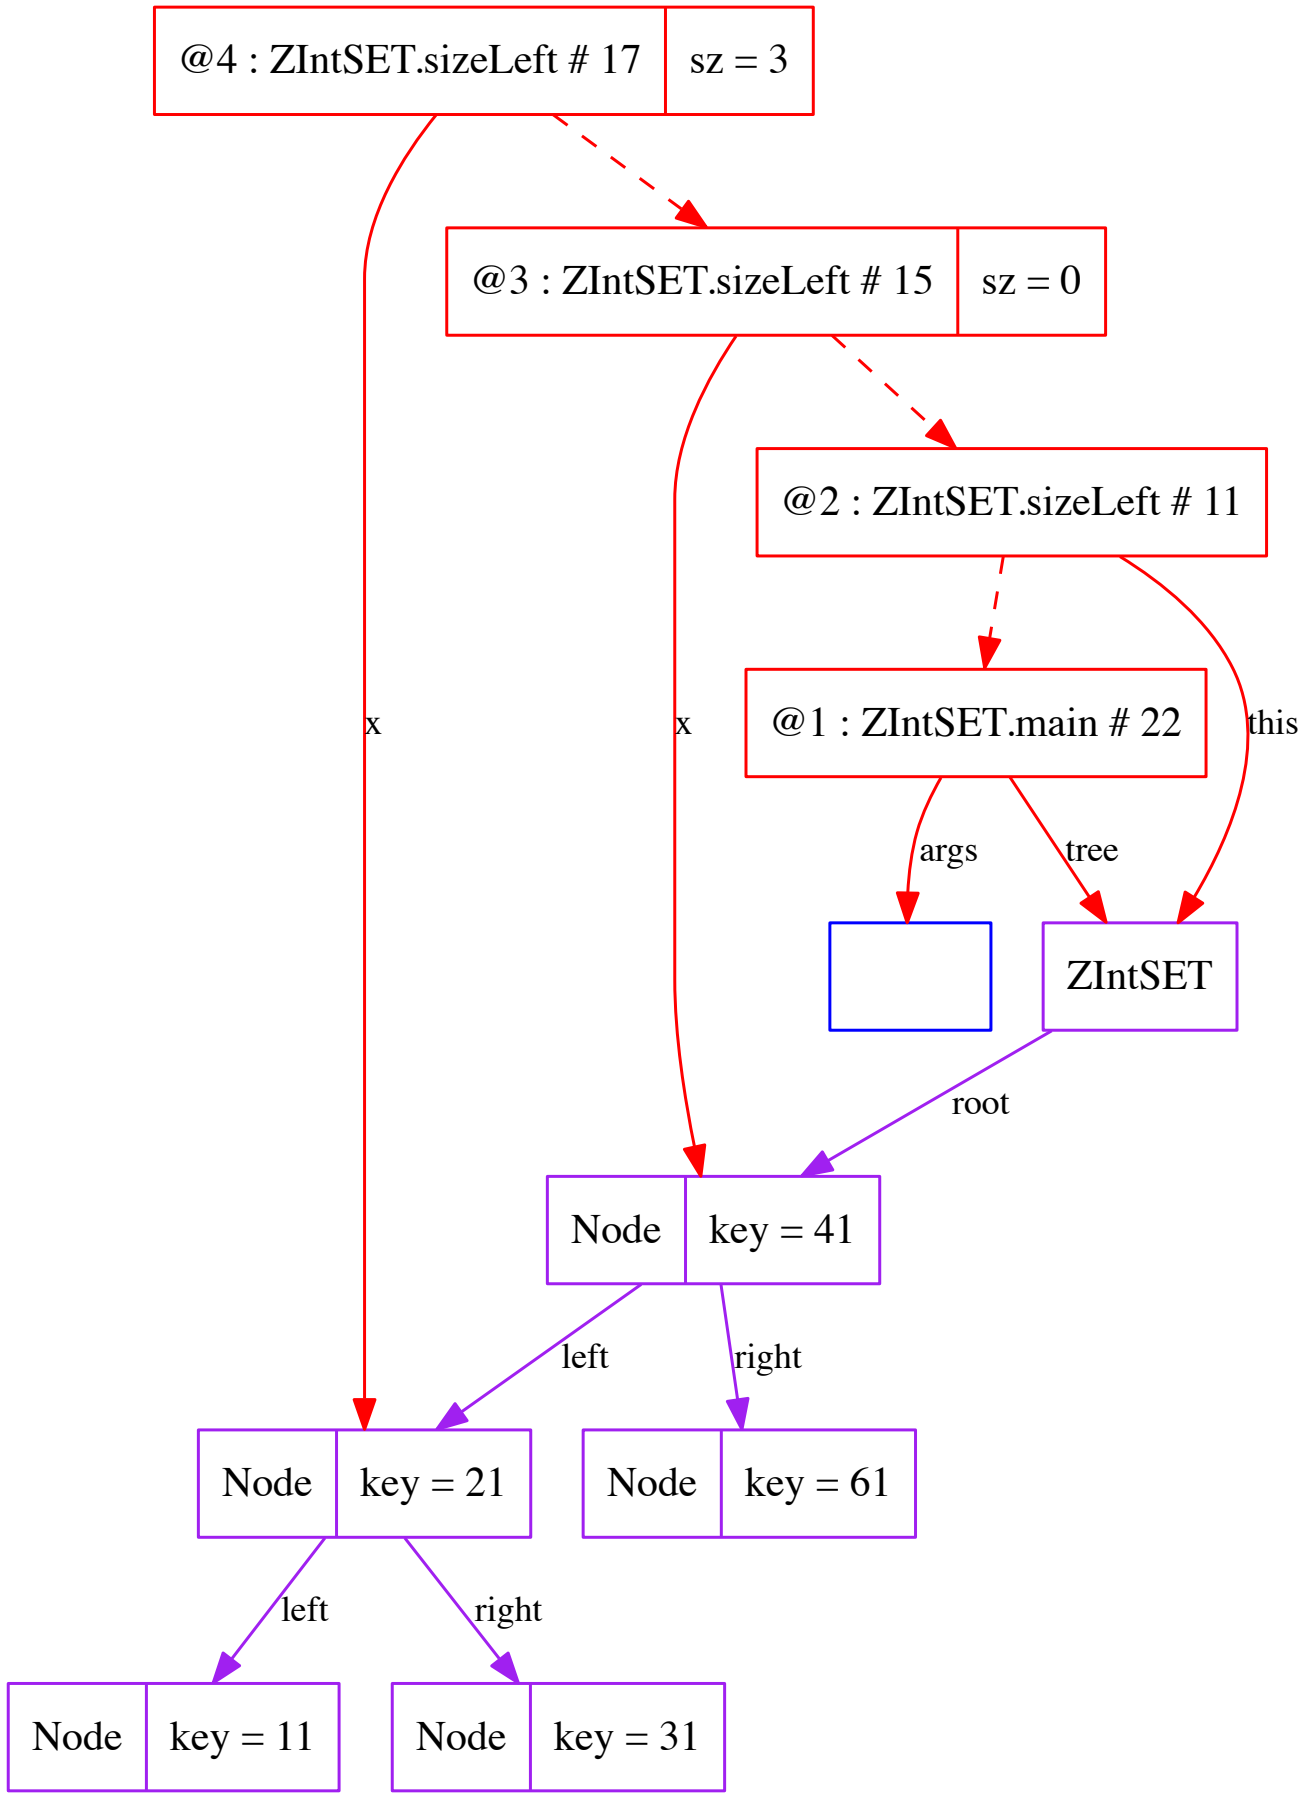 @4 : ZIntSET.sizeLeft # 17 sz = 3
@3 : ZIntSET.sizeLeft # 15 sz = 0
@2 : ZIntSET.sizeLeft # 11
x x @1 : ZIntSET.main # 22 this
args tree
ZIntSET
root
Node key = 41
left right
Node key = 21 Node key = 61
left right
Node key = 11 Node key = 31